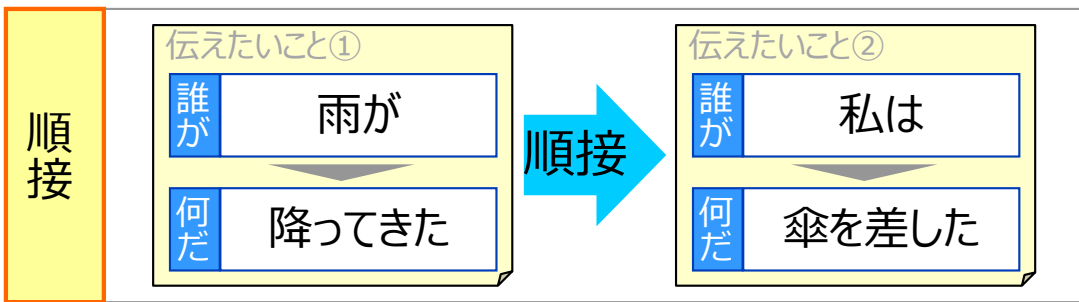 順接
伝えたいこと①
誰が
雨が
何だ
降ってきた
順接
伝えたいこと②
誰が
私は
何だ
傘を差した